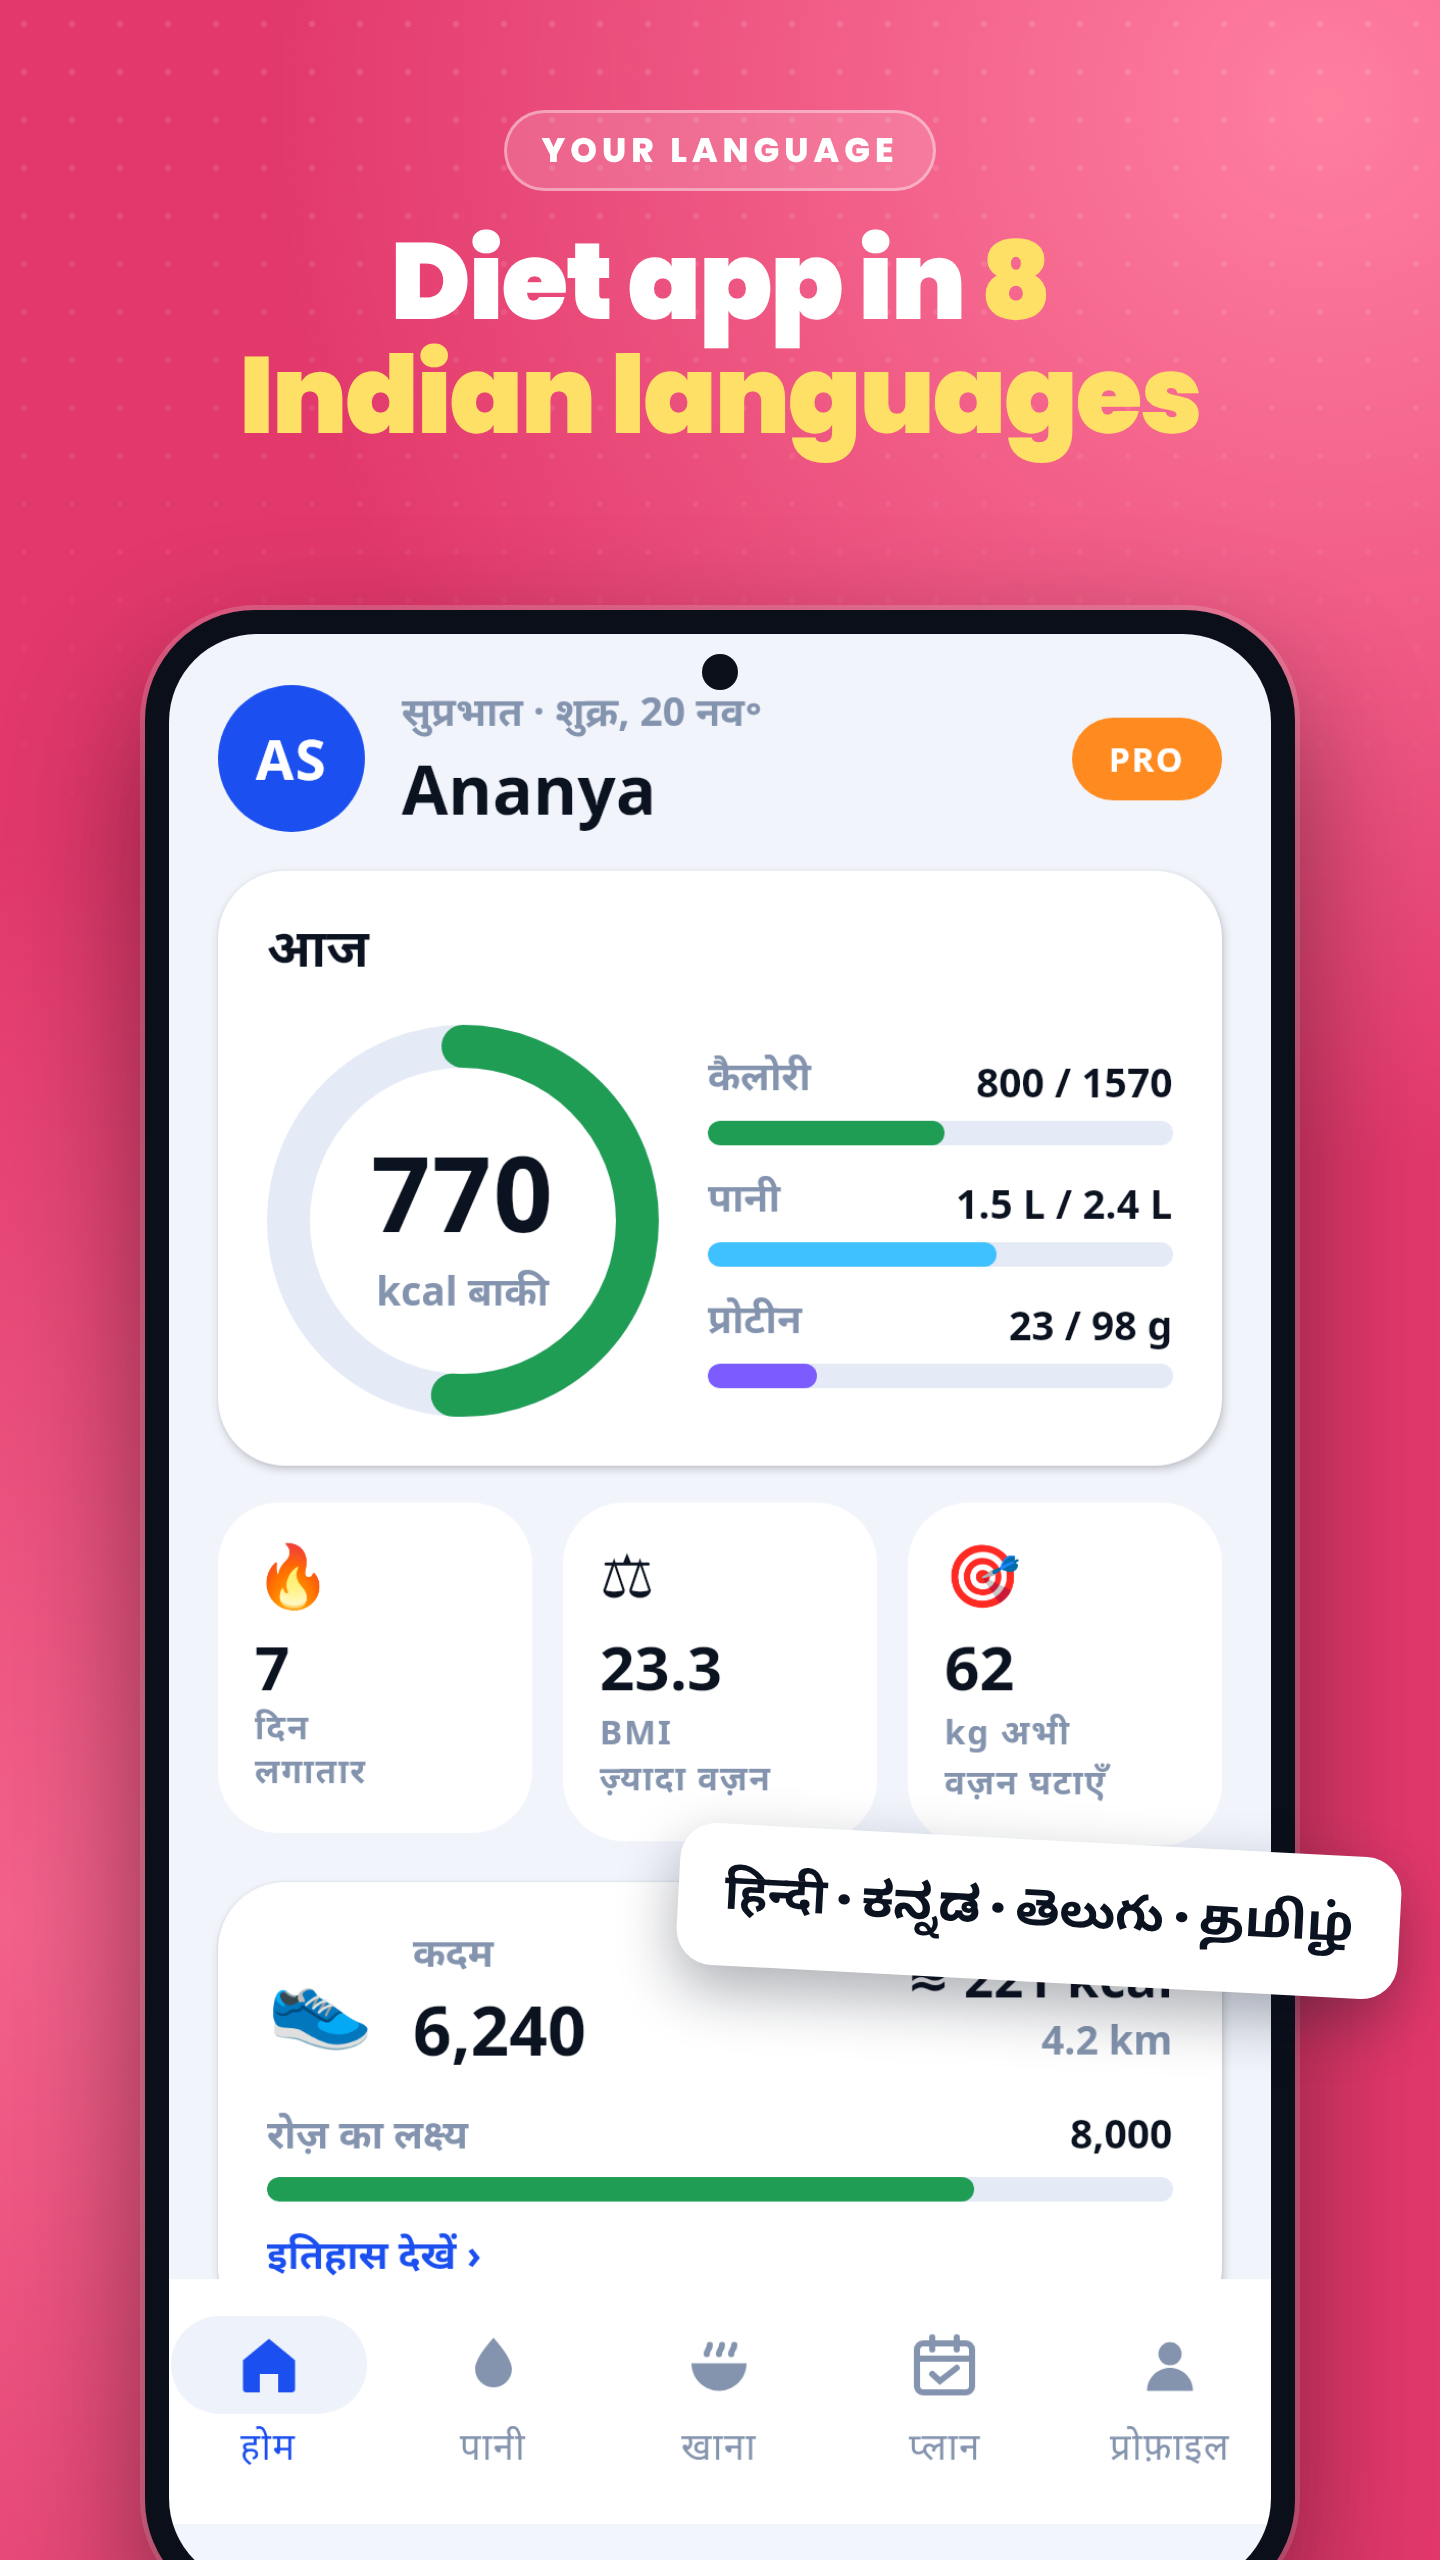 YOUR LANGUAGE
Diet app in 8
Indian languages
सुप्रभात · शुक्र, 20 नव॰
AS
Ananya
PRO
आज
770
kcal बाकी
कैलोरी 800 / 1570
पानी 1.5 L / 2.4 L
प्रोटीन 23 / 98 g
7
दिन
लगातार
23.3
BMI
ज़्यादा वज़न
62
kg अभी
वज़न घटाएँ
हिन्दी · ಕನ್ನಡ · తెలుగు · தமிழ்
कदम
6,240
≈ 221 kcal
4.2 km
रोज़ का लक्ष्य 8,000
इतिहास देखें ›
होम पानी खाना प्लान प्रोफ़ाइल